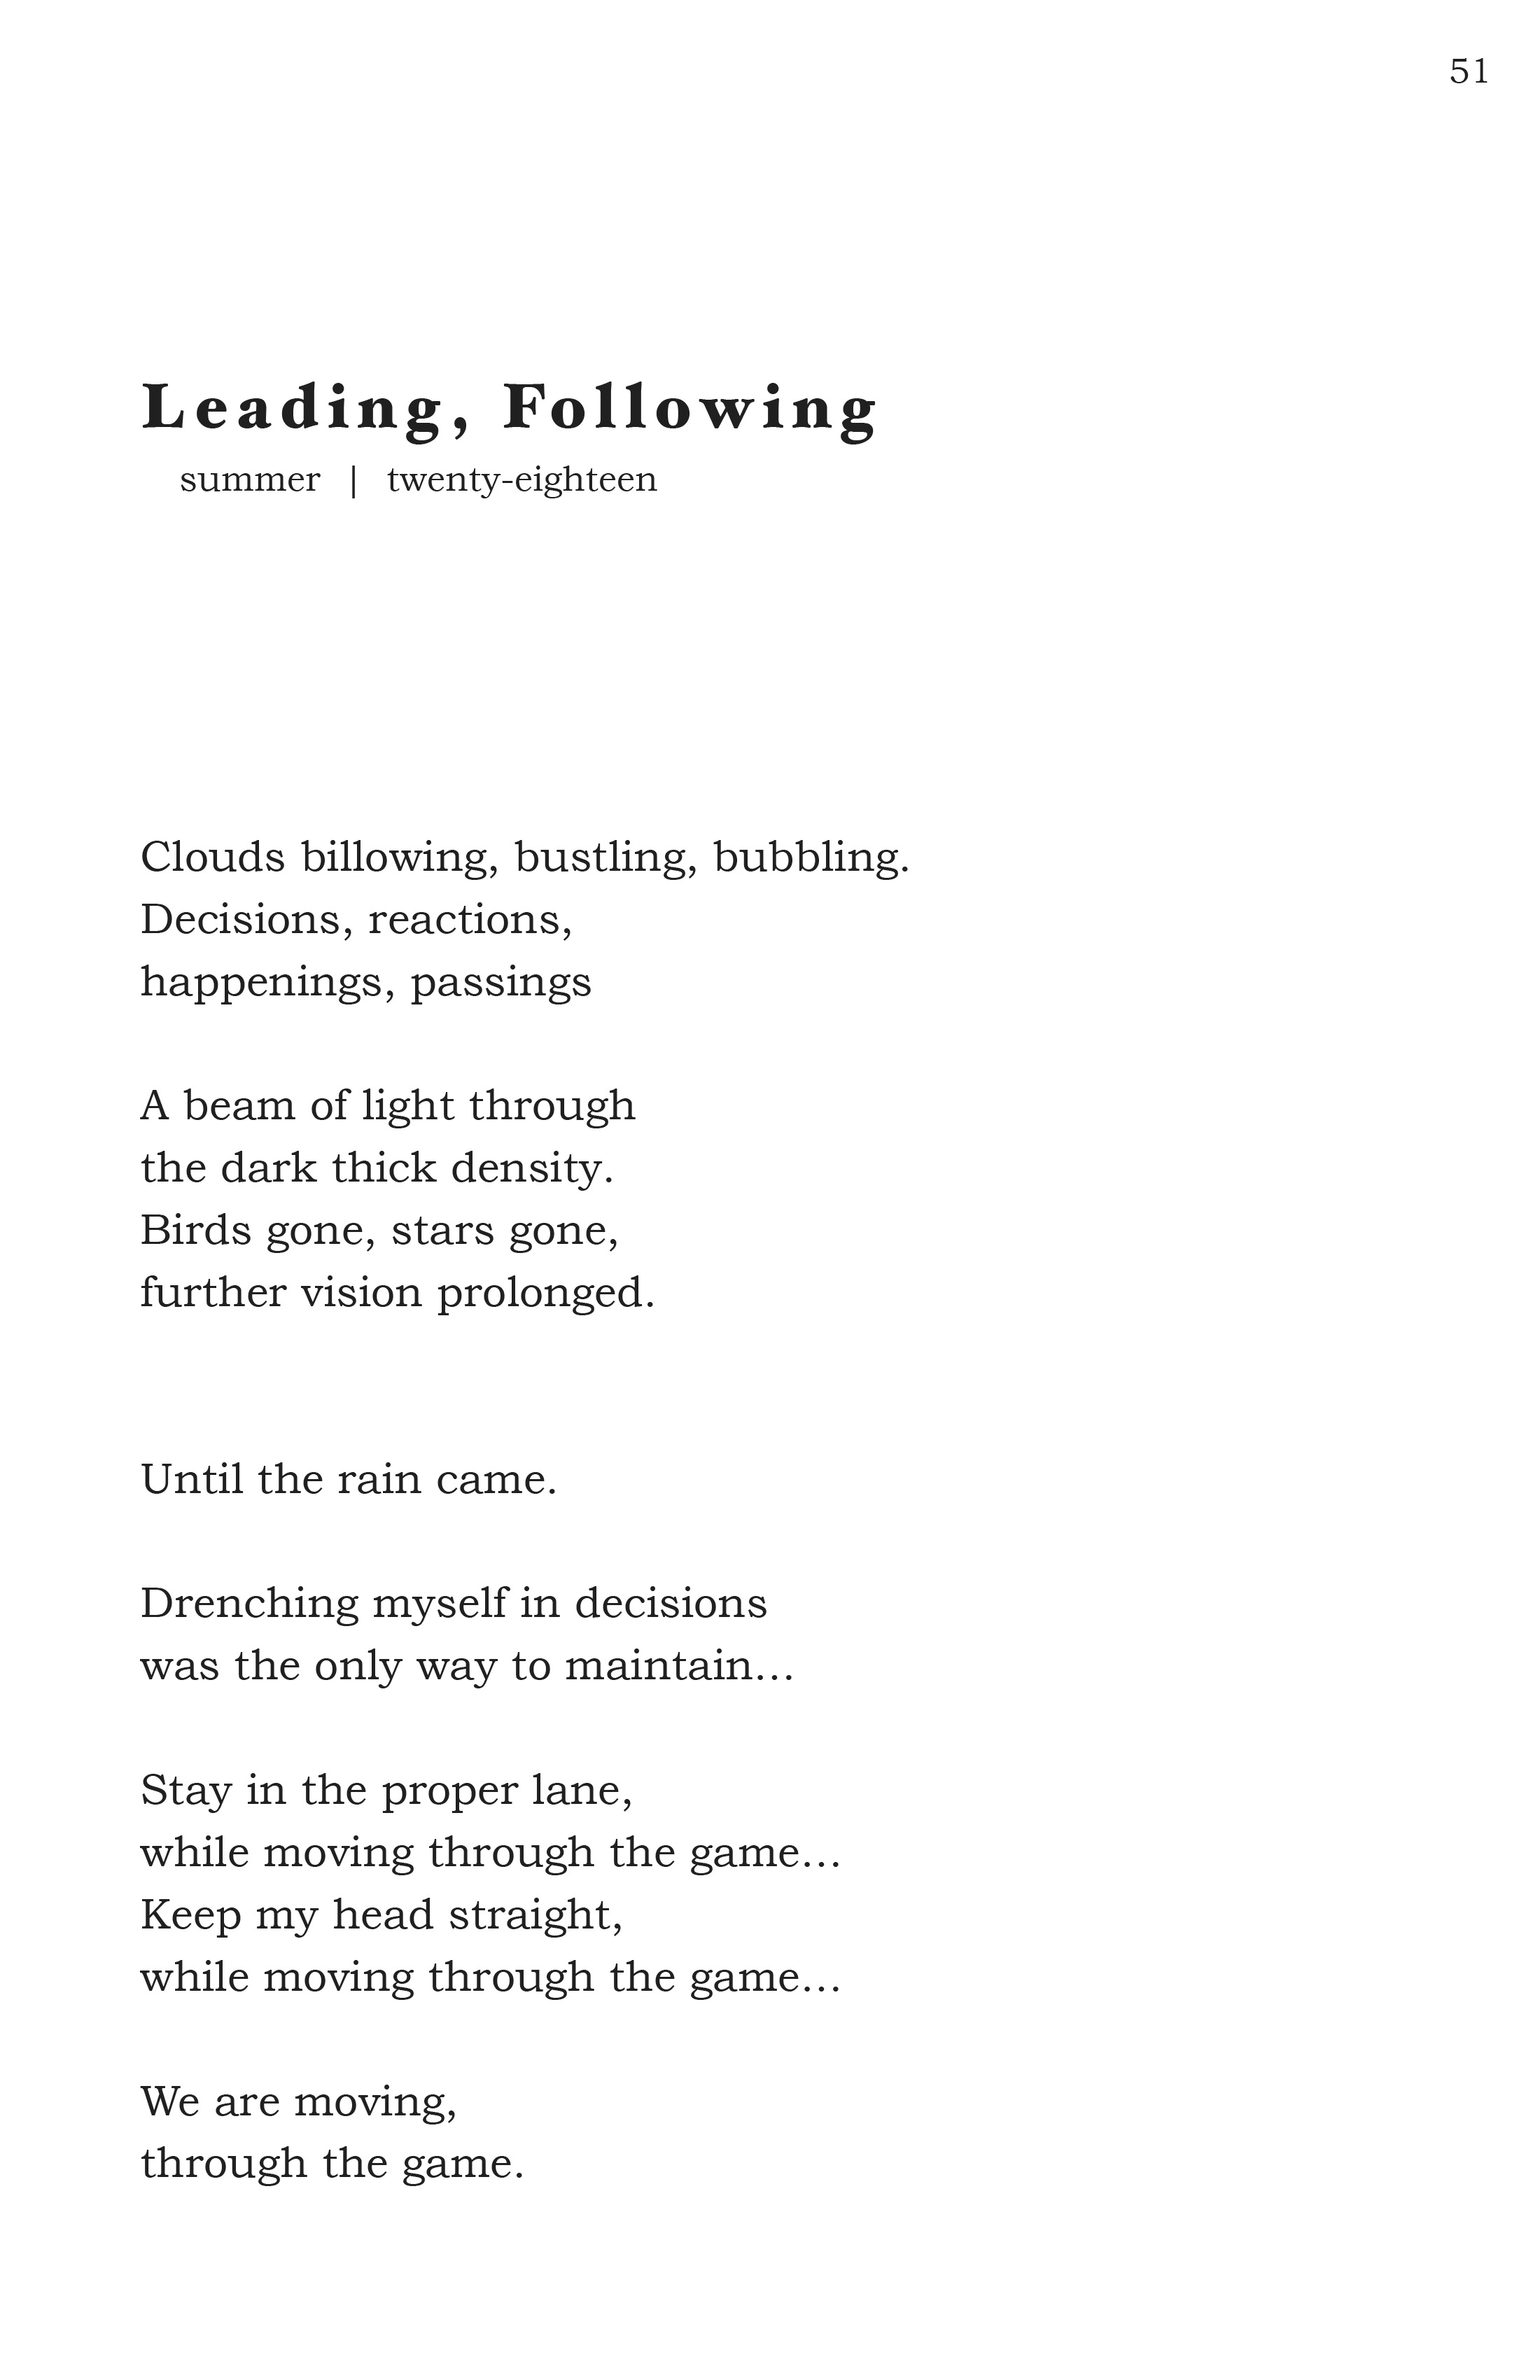 51
Leading, Following
summer | twenty-eighteen
Clouds billowing, bustling, bubbling.
Decisions, reactions,
happenings, passings
A beam of light through
the dark thick density.
Birds gone, stars gone,
further vision prolonged.
Until the rain came.
Drenching myself in decisions
was the only way to maintain...
Stay in the proper lane,
while moving through the game...
Keep my head straight,
while moving through the game...
We are moving,
through the game.